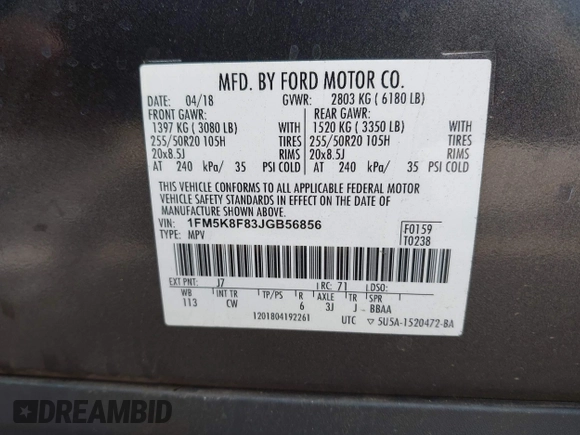 MFD. BY FORD MOTOR CO.
DATE: 04/18 GVWR: 2803 KG ( 6180 LB)
FRONT GAWR: REAR GAWR:
1397 KG ( 3080 LB) WITH 1520 KG ( 3350 LB) WITH
255/50R20 105H TIRES 255/50R20 105H TIRES
20x8.5J RIMS 20x8.5J RIMS
AT 240 kPa/ 35 PSI COLD AT 240 kPa/ 35 PSI COLD
THIS VEHICLE CONFORMS TO ALL APPLICABLE FEDERAL MOTOR
VEHICLE SAFETY STANDARDS IN EFFECT ON THE DATE OF
MANUFACTURE SHOWN ABOVE.
VIN: 1FM5K8F83JGB56856 F0159
TYPE: MPV T0238
EXT PNT: J7 RC: 71 DSO:
WB INT TR TP/PS R AXLE TR SPR
113 CW 6 3J J BBAA
1201804192261 UTC ▽5U5A-1520472-BA
DREAMBID